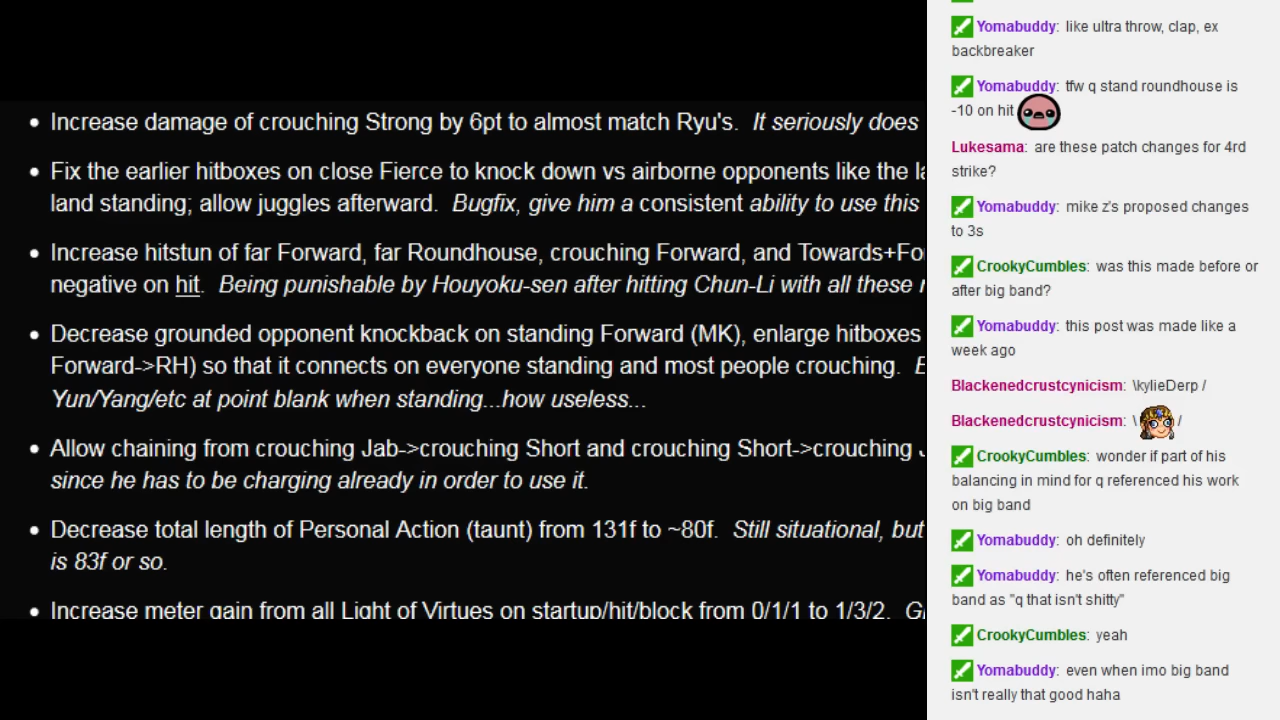 Increase damage of crouching Strong by 6pt to almost match Ryu's. It seriously does
Fix the earlier hitboxes on close Fierce to knock down vs airborne opponents like the la
land standing; allow juggles afterward. Bugfix, give him a consistent ability to use this
Increase hitstun of far Forward, far Roundhouse, crouching Forward, and Towards+Fo
negative on hit. Being punishable by Houyoku-sen after hitting Chun-Li with all these
Decrease grounded opponent knockback on standing Forward (MK), enlarge hitboxes
Forward->RH) so that it connects on everyone standing and most people crouching.
Yun/Yang/etc at point blank when standing...how useless...
Allow chaining from crouching Jab->crouching Short and crouching Short->crouching
since he has to be charging already in order to use it.
Decrease total length of Personal Action (taunt) from 131f to ~80f. Still situational, but
is 83f or so.
Increase meter gain from all Light of Virtues on startup/hit/block from 0/1/1 to 1/3/2.
Yomabuddy: like ultra throw, clap, ex
backbreaker
Yomabuddy: tfw q stand roundhouse is
-10 on hit
Lukesama: are these patch changes for 4rd
strike?
Yomabuddy: mike z's proposed changes
to 3s
CrookyCumbles: was this made before or
after big band?
Yomabuddy: this post was made like a
week ago
Blackenedcrustcynicism: \kylieDerp /
Blackenedcrustcynicism: \ /
CrookyCumbles: wonder if part of his
balancing in mind for q referenced his work
on big band
Yomabuddy: oh definitely
Yomabuddy: he's often referenced big
band as "q that isn't shitty"
CrookyCumbles: yeah
Yomabuddy: even when imo big band
isn't really that good haha